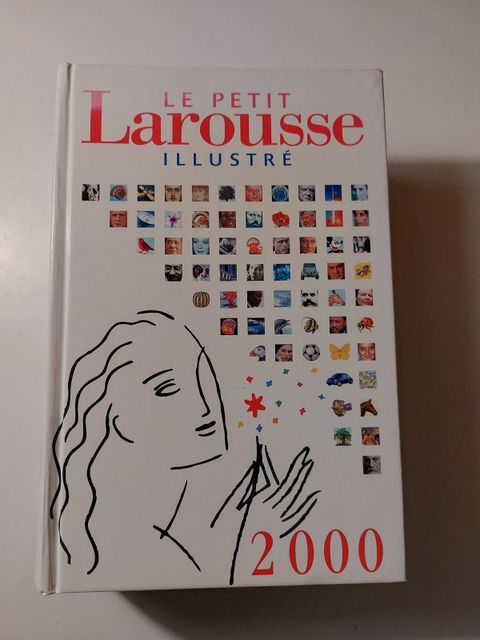 LE PETIT
Larousse
ILLUSTRÉ
2000